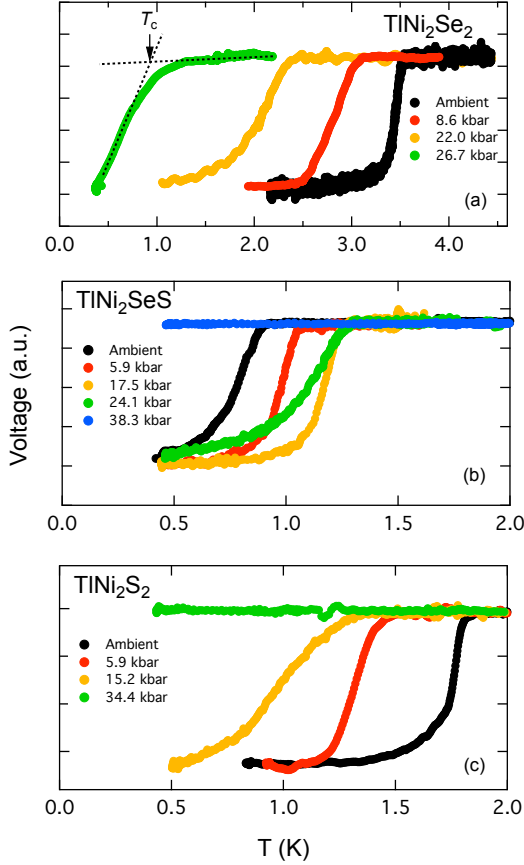 Tc
TlNi2Se2
Ambient
8.6 kbar
22.0 kbar
26.7 kbar
(a)
0.0 1.0 2.0 3.0 4.0
TlNi2SeS
Ambient
5.9 kbar
17.5 kbar
24.1 kbar
38.3 kbar
(b)
Voltage (a.u.)
0.0 0.5 1.0 1.5 2.0
TlNi2S2
Ambient
5.9 kbar
15.2 kbar
34.4 kbar
(c)
0.0 0.5 1.0 1.5 2.0
T (K)